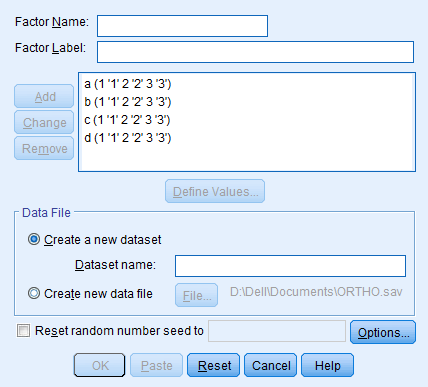 Factor Name:
Factor Label:
Add
Change
Remove
a (1 '1' 2 '2' 3 '3')
b (1 '1' 2 '2' 3 '3')
c (1 '1' 2 '2' 3 '3')
d (1 '1' 2 '2' 3 '3')
Define Values...
Data File
Create a new dataset
Dataset name:
Create new data file
File...
D:\Dell\Documents\ORTHO.sav
Reset random number seed to
Options...
OK
Paste
Reset
Cancel
Help